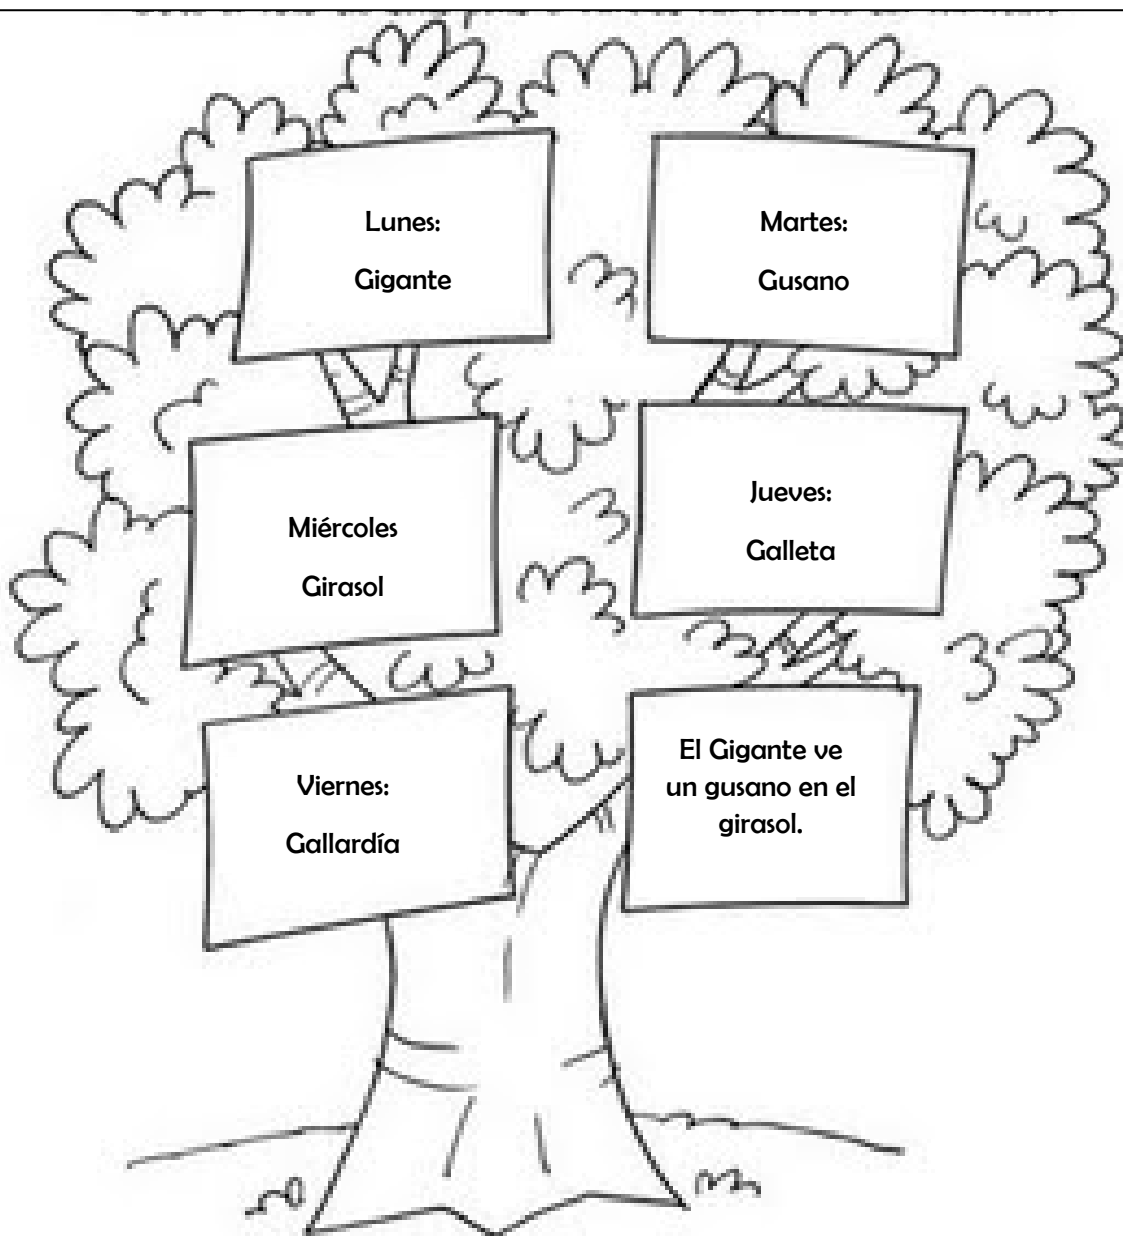 Lunes:
Gigante
Martes:
Gusano
Miércoles
Girasol
Jueves:
Galleta
Viernes:
Gallardía
El Gigante ve
un gusano en el
girasol.